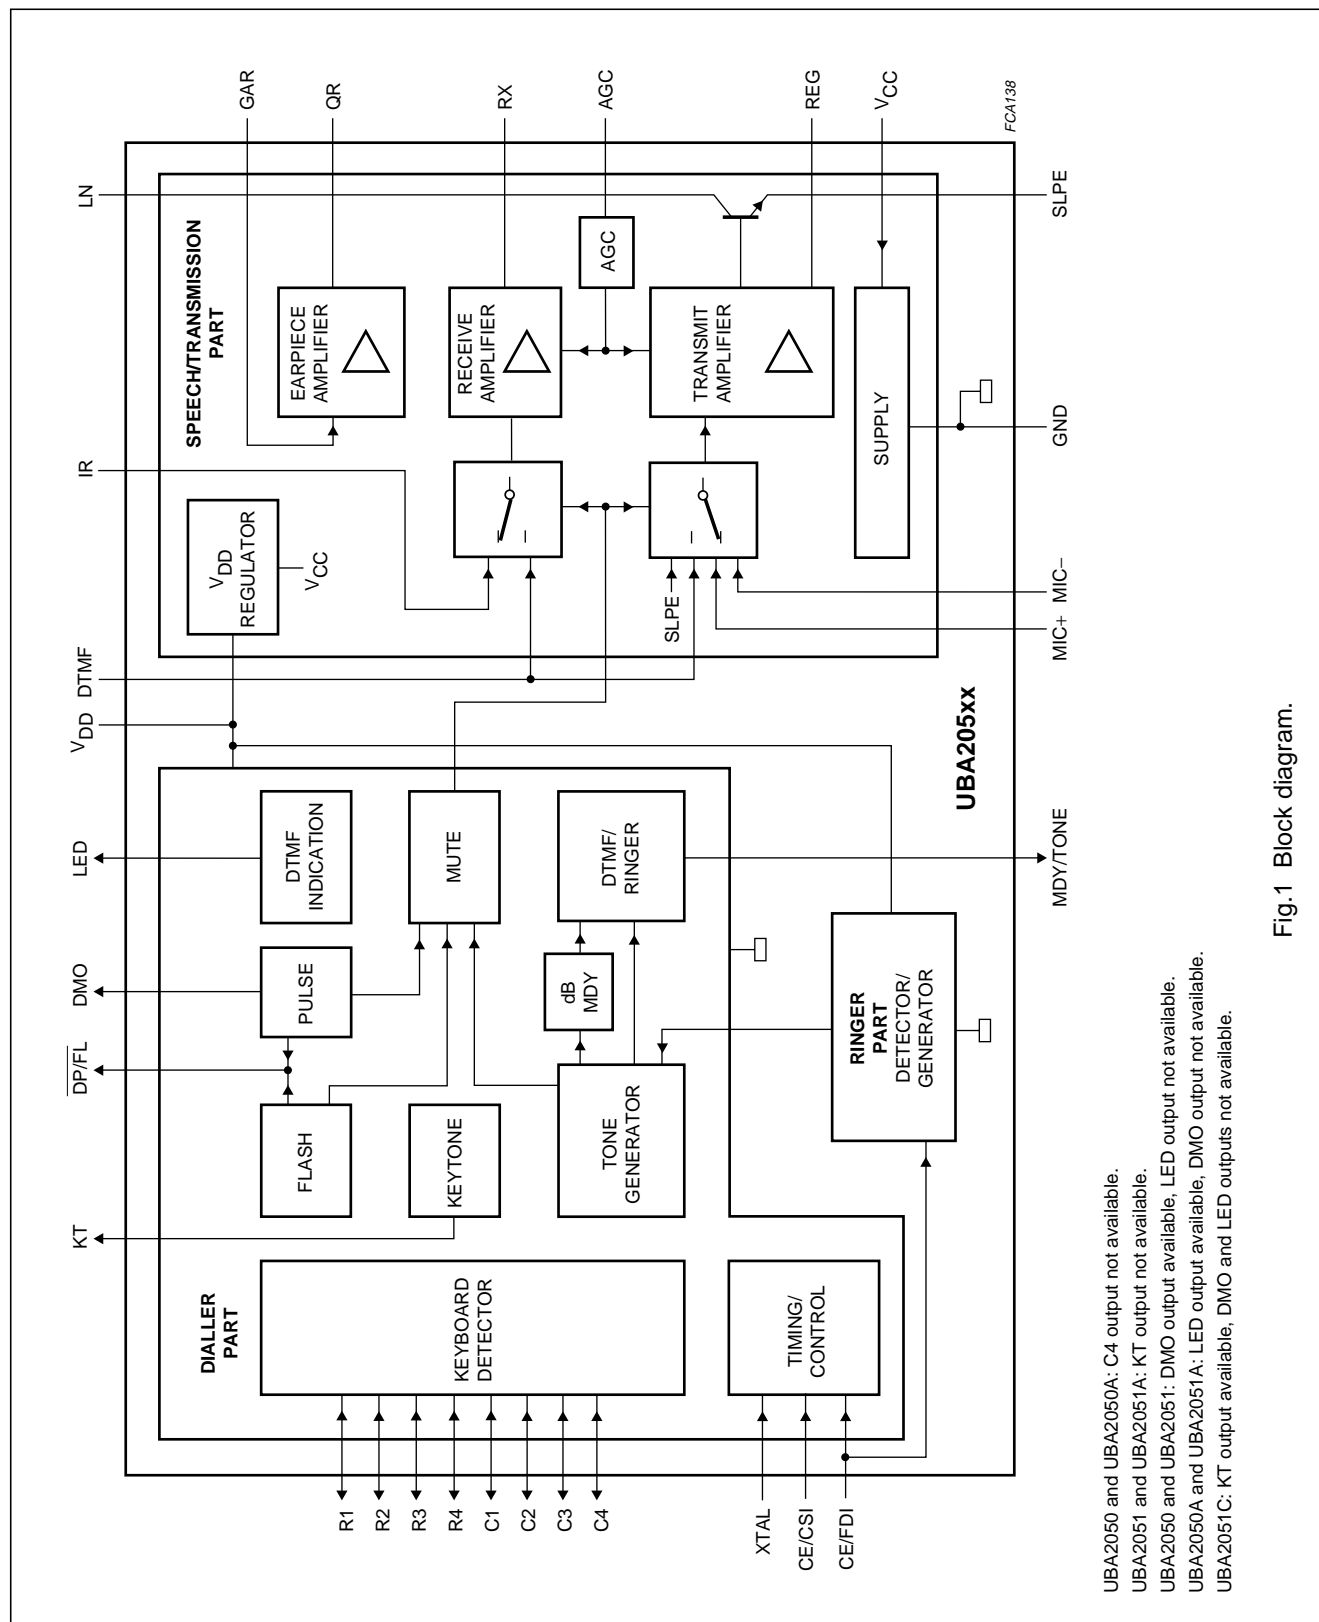 LN
IR
DTMF
VDD
LED
DMO
DP/FL
KT
GAR
QR
RX
AGC
REG
VCC
FCA138
SPEECH/TRANSMISSION
PART
EARPIECE
AMPLIFIER
RECEIVE
AMPLIFIER
AGC
TRANSMIT
AMPLIFIER
SUPPLY
VDD
REGULATOR
VCC
SLPE
SLPE
GND
MIC−
MIC+
UBA205xx
DIALLER
PART
DTMF
INDICATION
PULSE
FLASH
MUTE
KEYTONE
DTMF/
RINGER
dB
MDY
TONE
GENERATOR
KEYBOARD
DETECTOR
TIMING/
CONTROL
RINGER
PART
DETECTOR/
GENERATOR
MDY/TONE
R1
R2
R3
R4
C1
C2
C3
C4
XTAL
CE/CSI
CE/FDI
UBA2050 and UBA2050A: C4 output not available.
UBA2051 and UBA2051A: KT output not available.
UBA2050 and UBA2051: DMO output available, LED output not available.
UBA2050A and UBA2051A: LED output available, DMO output not available.
UBA2051C: KT output available, DMO and LED outputs not available.
Fig.1 Block diagram.